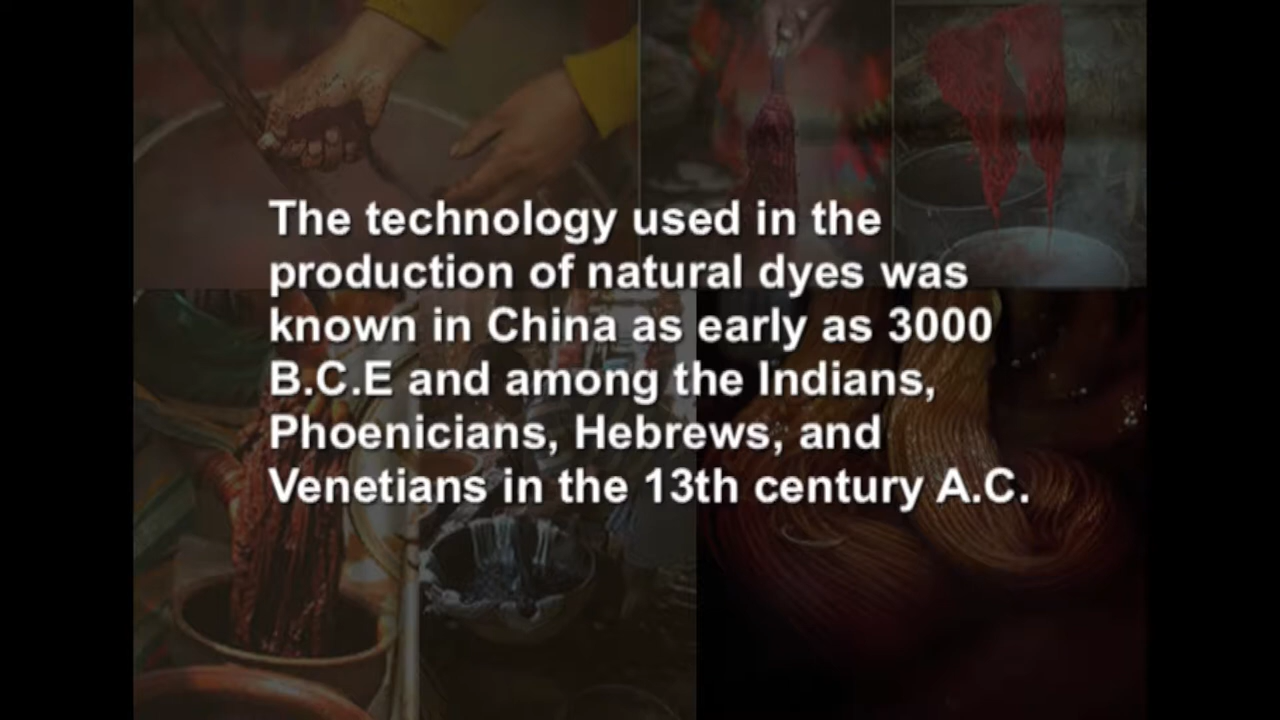 The technology used in the
production of natural dyes was
known in China as early as 3000
B.C.E and among the Indians,
Phoenicians, Hebrews, and
Venetians in the 13th century A.C.